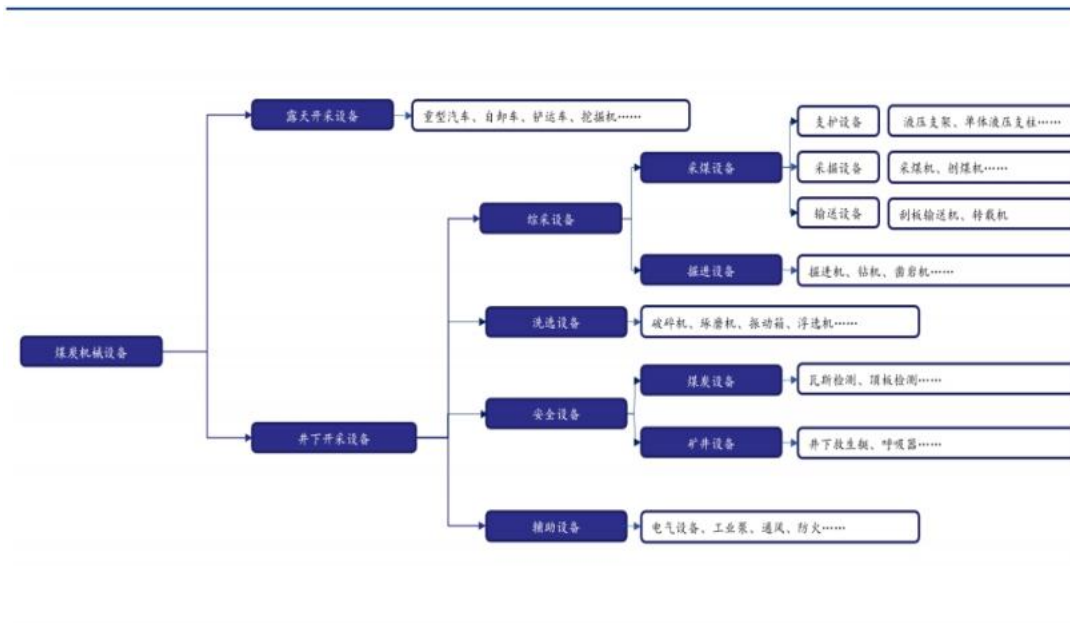 露天开采设备
重型汽车、自卸车、铲运车、挖掘机……
支护设备
液压支架、单体液压支柱……
采煤设备
采掘设备
采煤机、刨煤机……
输送设备
刮板输送机、转载机
综采设备
掘进设备
掘进机、钻机、凿岩机……
洗选设备
破碎机、琢磨机、振动箱、浮选机……
煤炭机械设备
煤炭设备
瓦斯检测、顶板检测……
安全设备
井下开采设备
矿井设备
井下救生艇、呼吸器……
辅助设备
电气设备、工业泵、通风、防火……